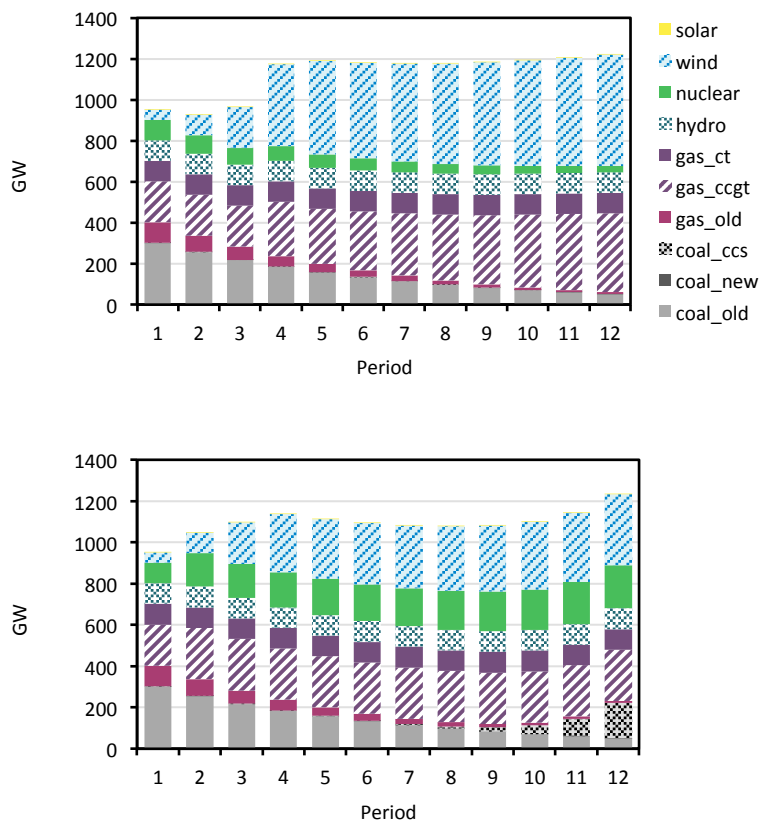 1400
1200
1000
800
600
400
200
0
GW
1 2 3 4 5 6 7 8 9 10 11 12
Period
solar
wind
nuclear
hydro
gas_ct
gas_ccgt
gas_old
coal_ccs
coal_new
coal_old
1400
1200
1000
800
600
400
200
0
GW
1 2 3 4 5 6 7 8 9 10 11 12
Period